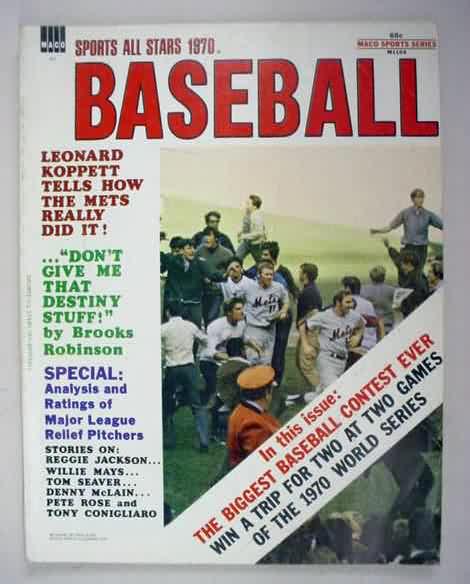 MACO
SPORTS ALL STARS 1970
60c
MACO SPORTS SERIES
BASEBALL
LEONARD
KOPPETT
TELLS HOW
THE METS
REALLY
DID IT!
..."DON'T
GIVE ME
THAT
DESTINY
STUFF!"
by Brooks
Robinson
SPECIAL:
Analysis and
Ratings of
Major League
Relief Pitchers
STORIES ON:
REGGIE JACKSON...
WILLIE MAYS...
TOM SEAVER...
DENNY McLAIN...
PETE ROSE and
TONY CONIGLIARO
Mets
Mets
In this issue:
THE BIGGEST BASEBALL CONTEST EVER
WIN A TRIP FOR TWO AT TWO GAMES
OF THE 1970 WORLD SERIES